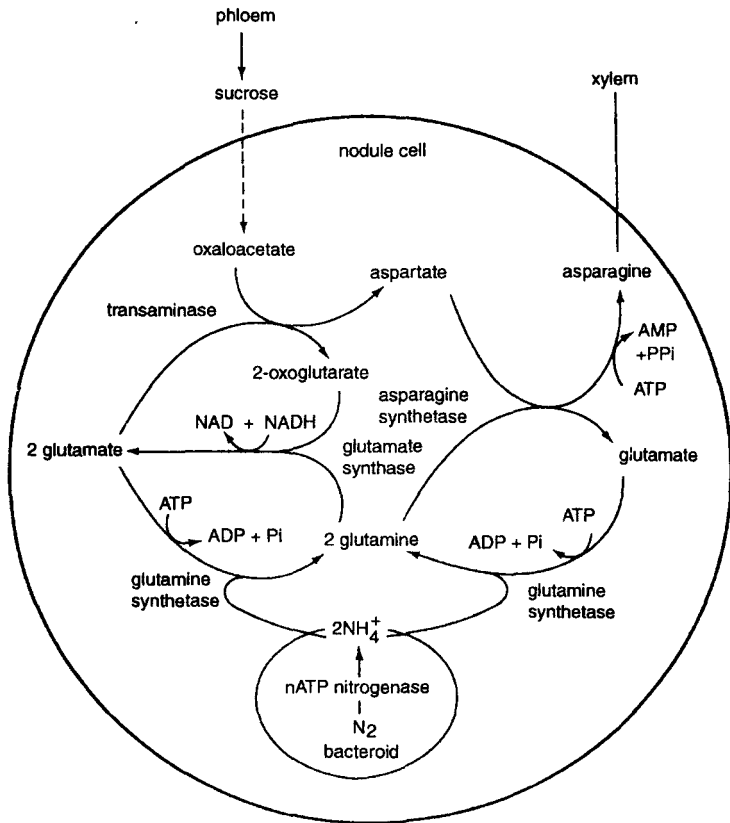 phloem
sucrose
xylem
nodule cell
oxaloacetate
aspartate
asparagine
transaminase
AMP
+PPi
ATP
2-oxoglutarate
asparagine
synthetase
NAD + NADH
2 glutamate
glutamate
synthase
glutamate
ATP
ADP + Pi
2 glutamine
ADP + Pi
ATP
glutamine
synthetase
glutamine
synthetase
2NH₄⁺
nATP nitrogenase
N₂
bacteroid